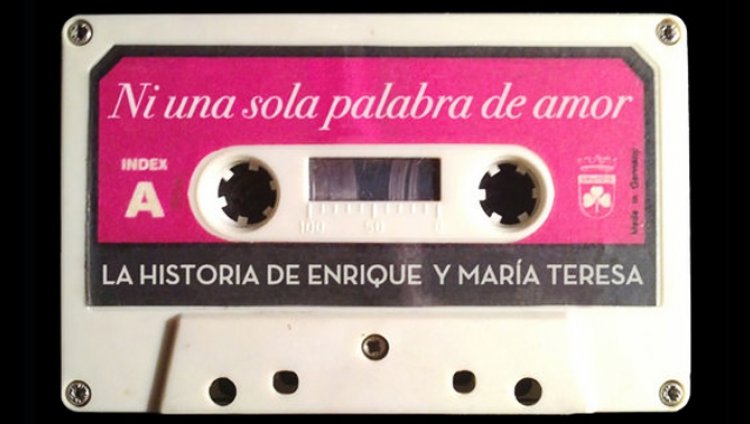 Ni una sola palabra de amor
INDEX
A
100 50 0
Made in Germany
LA HISTORIA DE ENRIQUE Y MARÍA TERESA